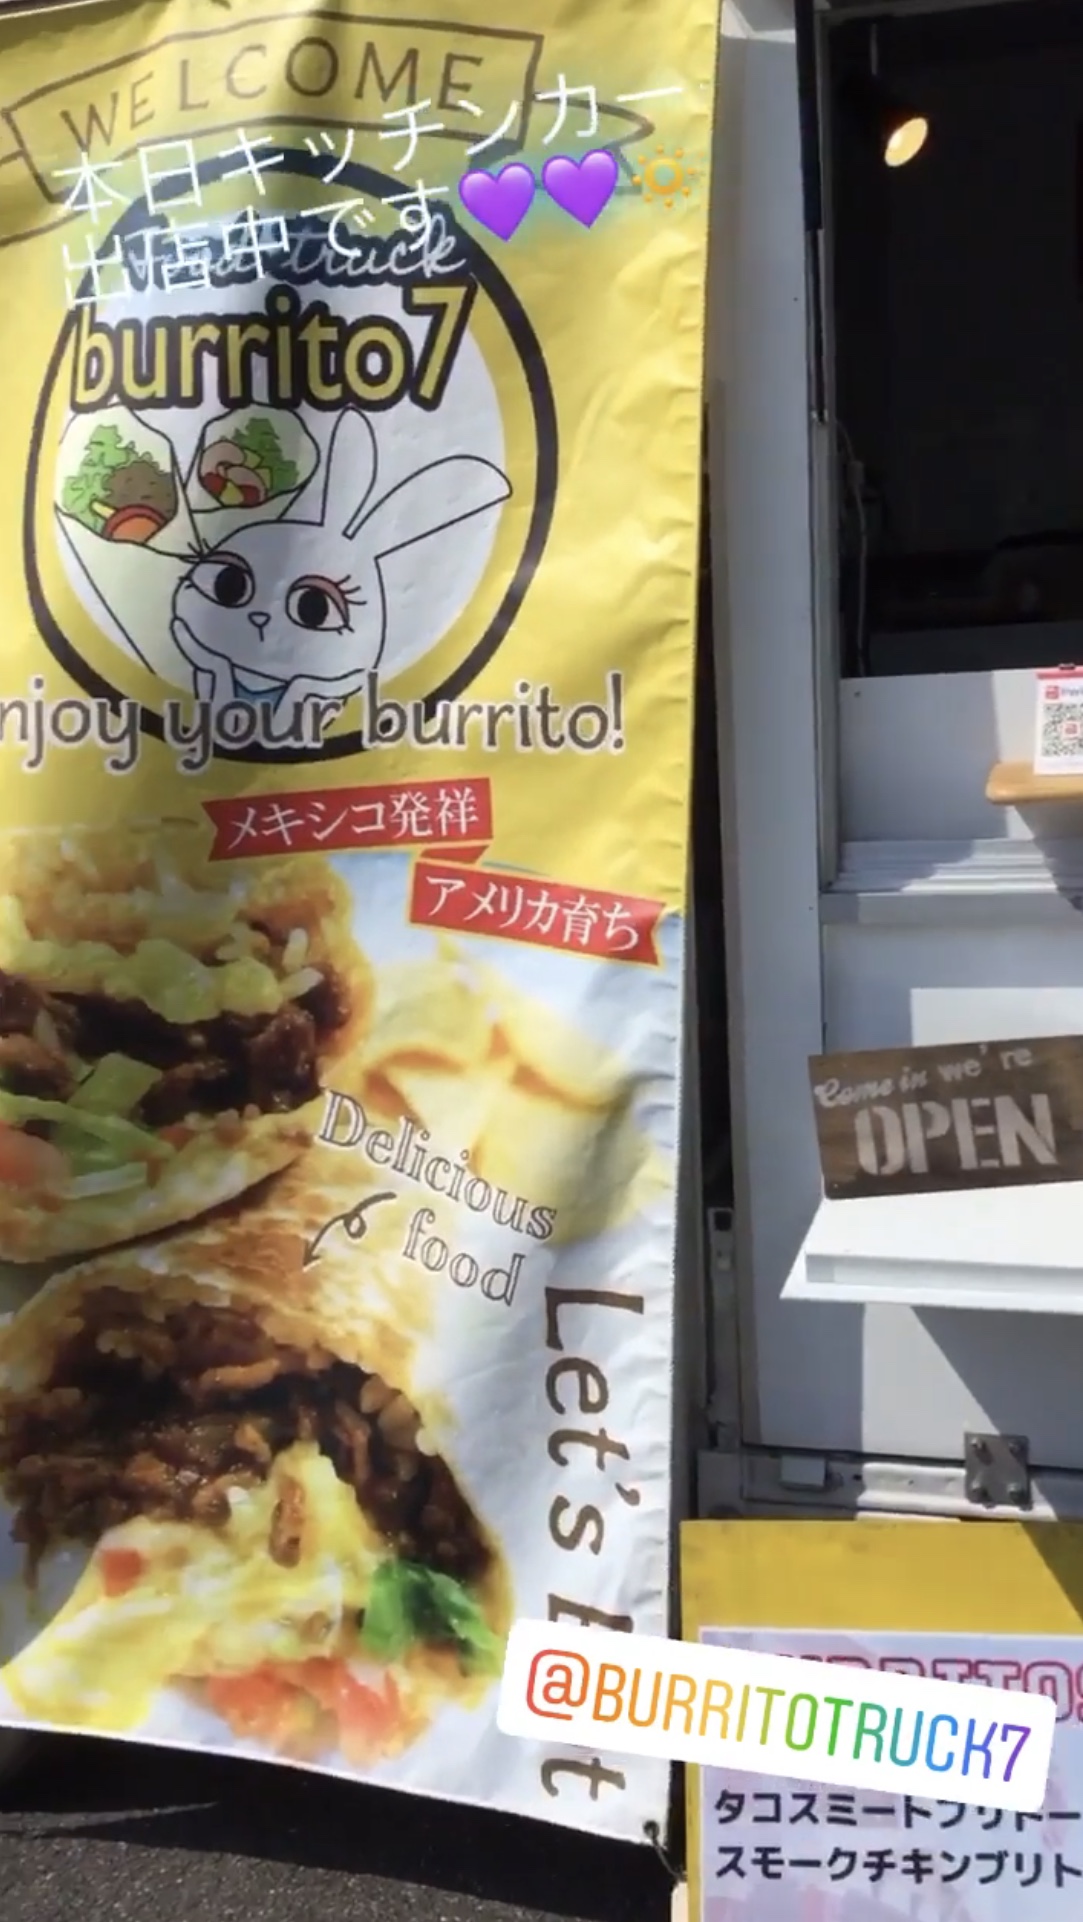 WELCOME
本日キッチンカー
出店中です💜💜🔆
food truck
burrito7
njoy your burrito!
メキシコ発祥
アメリカ育ち
Come in we're
OPEN
Delicious
food
Let's
@BURRITOTRUCK7
タコスミートブリトー
スモークチキンブリト